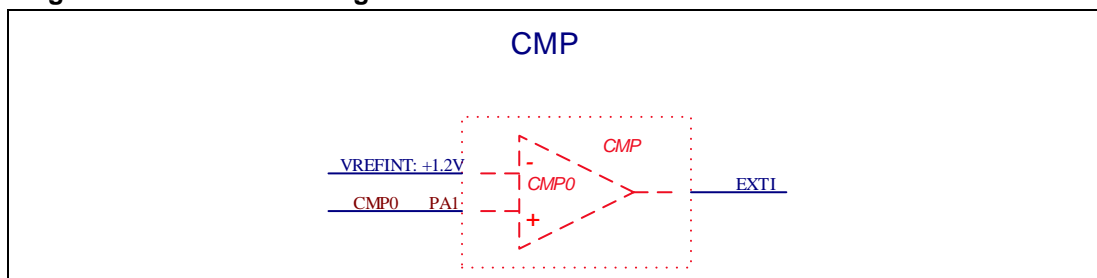 CMP
CMP
VREFINT: +1.2V
-
CMP0
EXTI
CMP0 PA1
+